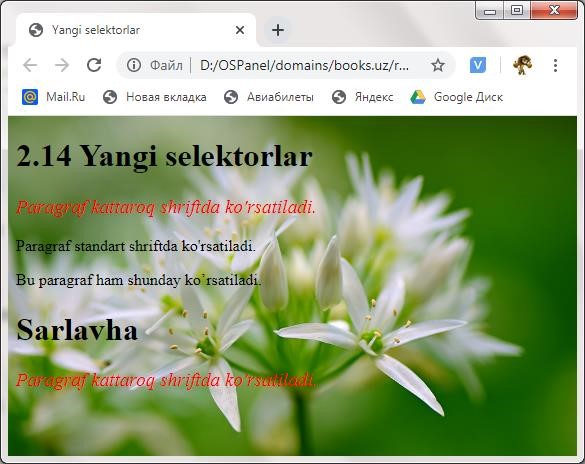 Yangi selektorlar
Файл | D:/OSPanel/domains/books.uz/r...
Mail.Ru Новая вкладка Авиабилеты Яндекс Google Диск
2.14 Yangi selektorlar
Paragraf kattaroq shriftda ko'rsatiladi.
Paragraf standart shriftda ko'rsatiladi.
Bu paragraf ham shunday ko’rsatiladi.
Sarlavha
Paragraf kattaroq shriftda ko'rsatiladi.